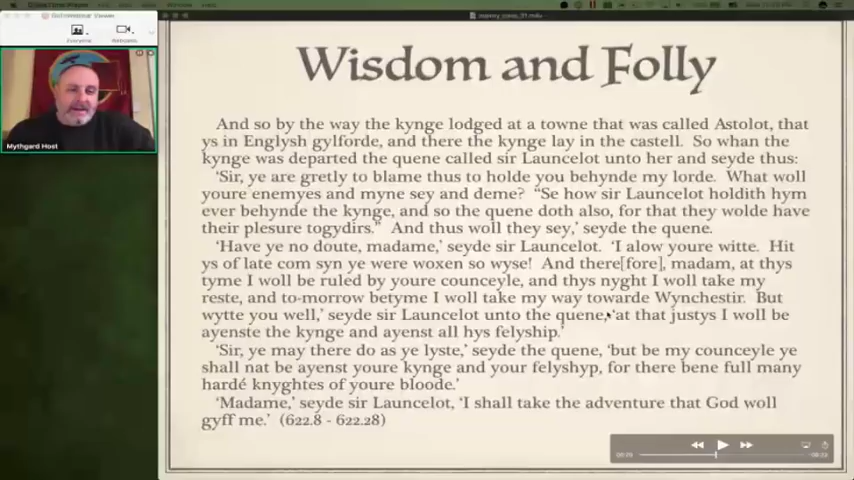 Mythgard Host
Wisdom and Folly
And so by the way the kynge lodged at a towne that was called Astolot, that
ys in Englysh gylforde, and there the kynge lay in the castell. So whan the
kynge was departed the quene called sir Launcelot unto her and seyde thus:
'Sir, ye are gretly to blame thus to holde you behynde my lorde. What woll
youre enemyes and myne sey and deme? "Se how sir Launcelot holdith hym
ever behynde the kynge, and so the quene doth also, for that they wolde have
their plesure togydirs." And thus woll they sey,' seyde the quene.
'Have ye no doute, madame,' seyde sir Launcelot. 'I alow youre witte. Hit
ys of late com syn ye were woxen so wyse! And there[fore], madam, at thys
tyme I woll be ruled by youre counceyle, and thys nyght I woll take my
reste, and to-morrow betyme I woll take my way towarde Wynchestir. But
wytte you well,' seyde sir Launcelot unto the quene, 'at that justys I woll be
ayenste the kynge and ayenst all hys felyship.'
'Sir, ye may there do as ye lyste,' seyde the quene, 'but be my counceyle ye
shall nat be ayenst youre kynge and your felyshyp, for there bene full many
hardé knyghtes of youre bloode.'
'Madame,' seyde sir Launcelot, 'I shall take the adventure that God woll
gyff me.' (622.8 - 622.28)